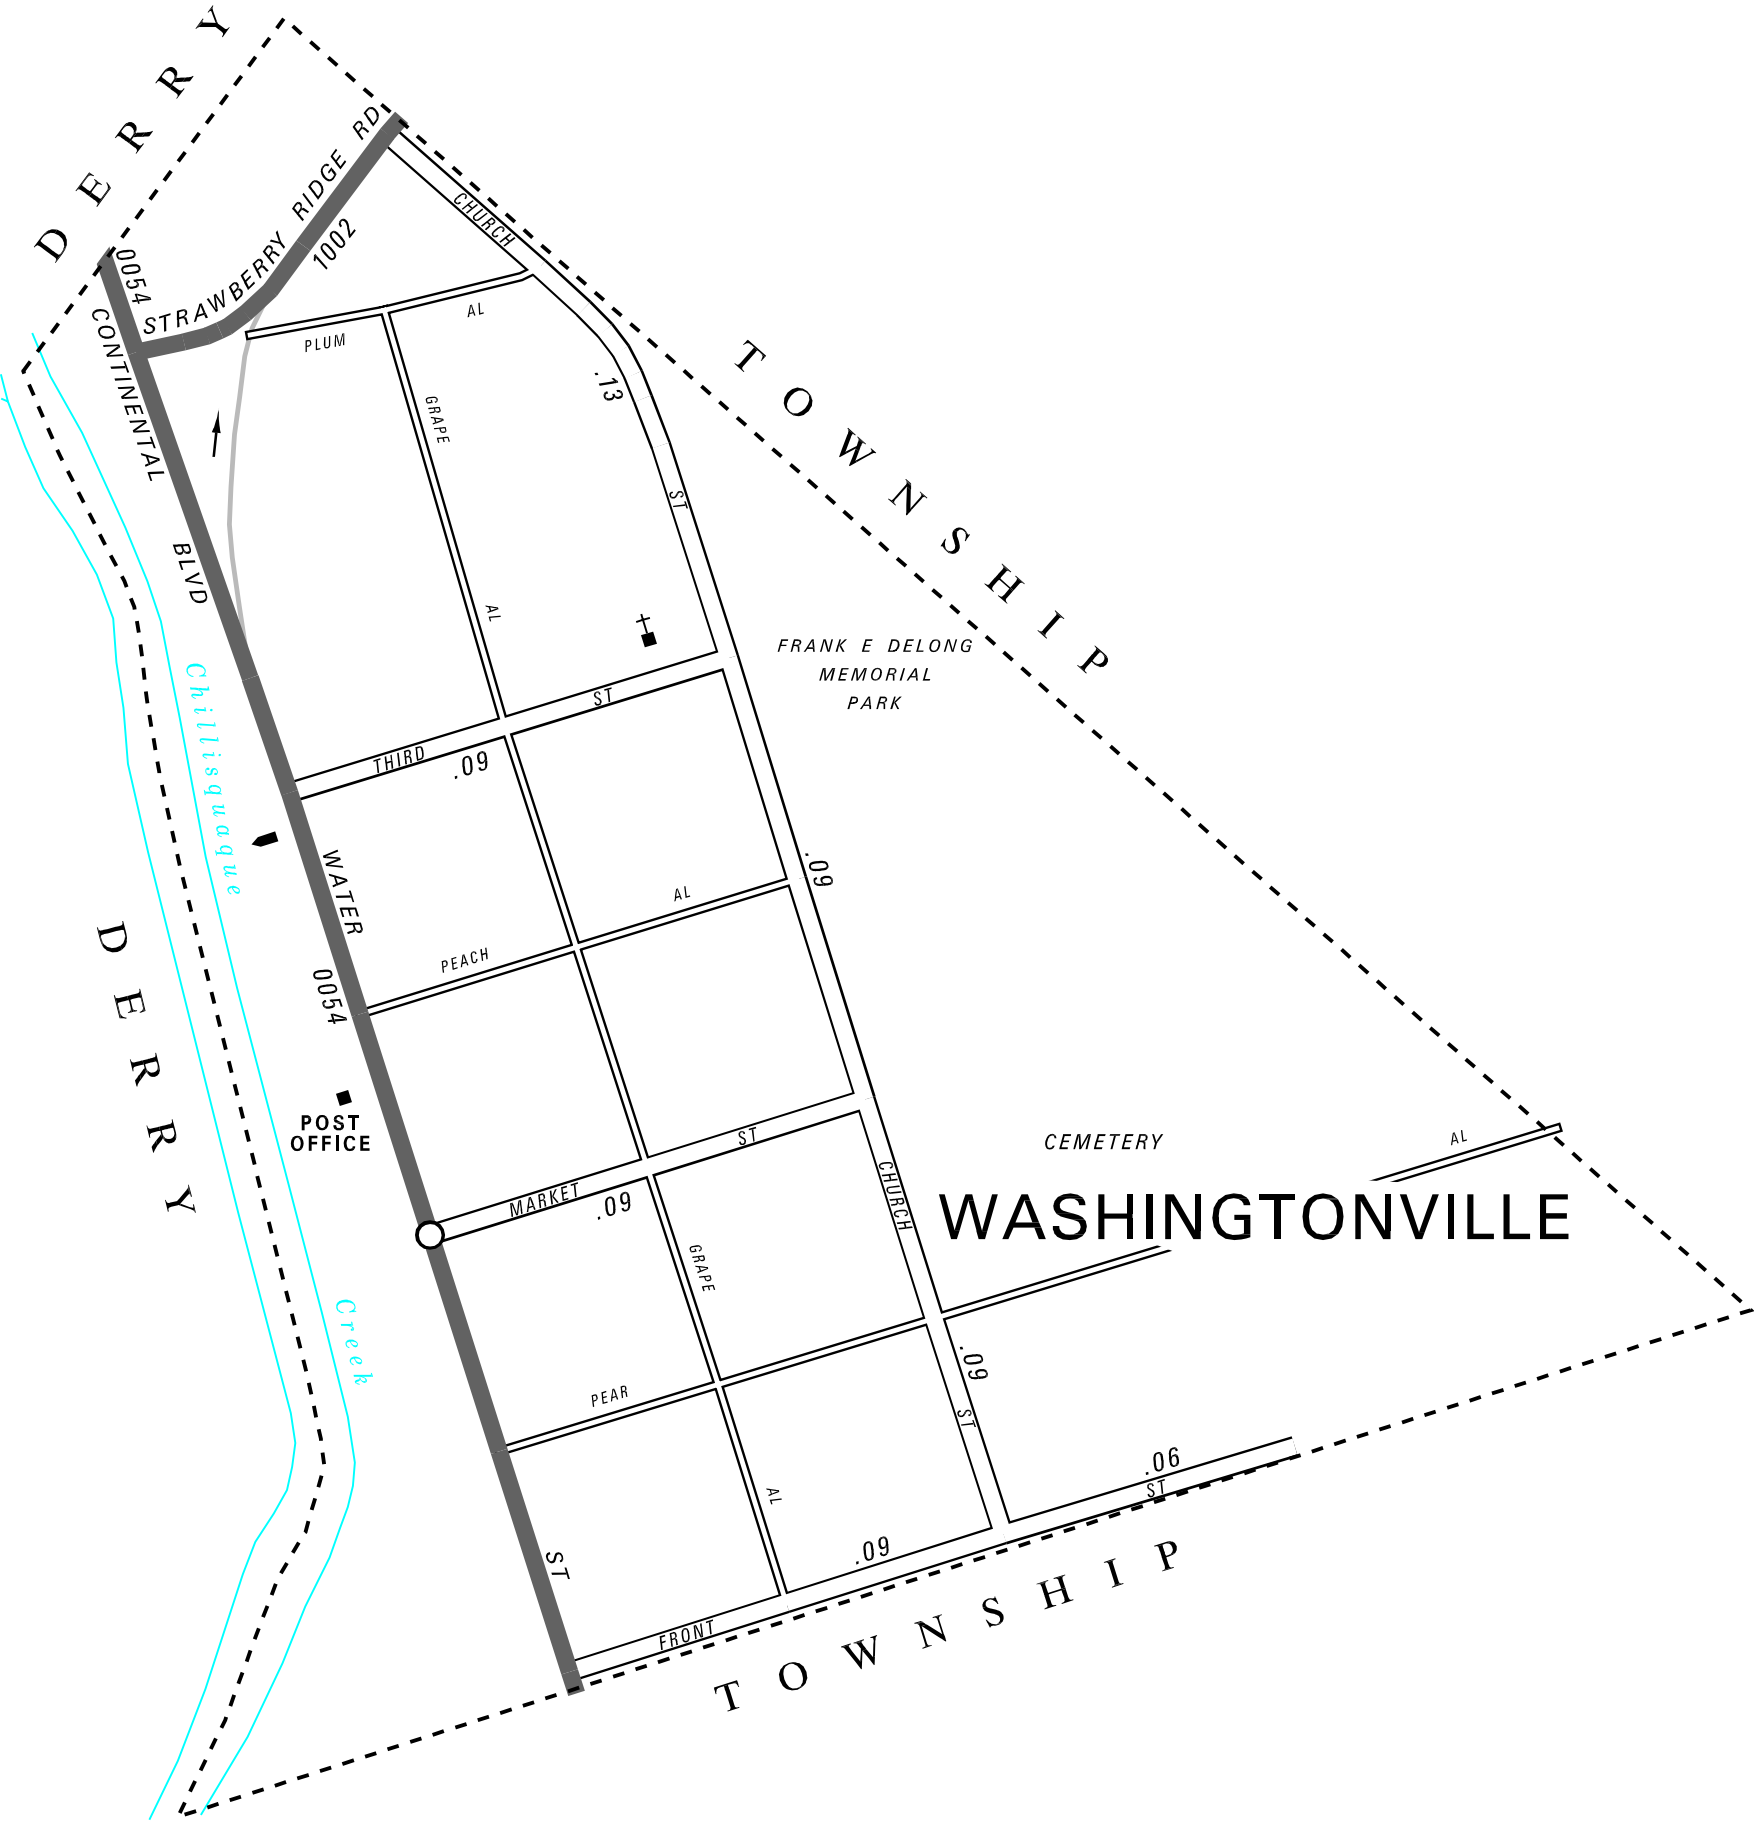 DERRY
TOWNSHIP
STRAWBERRY RIDGE RD
1002
0054
CONTINENTAL BLVD
CHURCH ST
.13
PLUM AL
GRAPE AL
FRANK E DELONG
MEMORIAL
PARK
THIRD ST
.09
Chillisquaque Creek
WATER ST
0054
PEACH AL
.09
DERRY
POST
OFFICE
MARKET ST
.09
CHURCH ST
CEMETERY
AL
WASHINGTONVILLE
GRAPE AL
PEAR
.09
.06
ST
.09
FRONT
TOWNSHIP